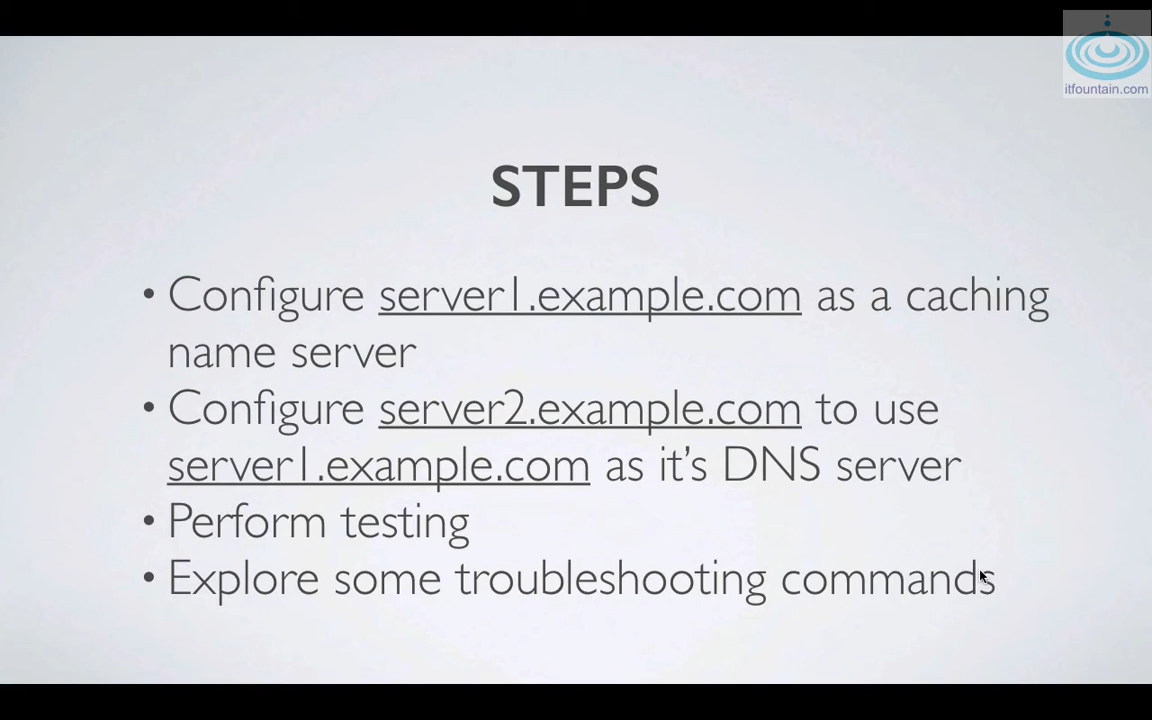 itfountain.com
STEPS
• Configure server1.example.com as a caching
name server
• Configure server2.example.com to use
server1.example.com as it’s DNS server
• Perform testing
• Explore some troubleshooting commands